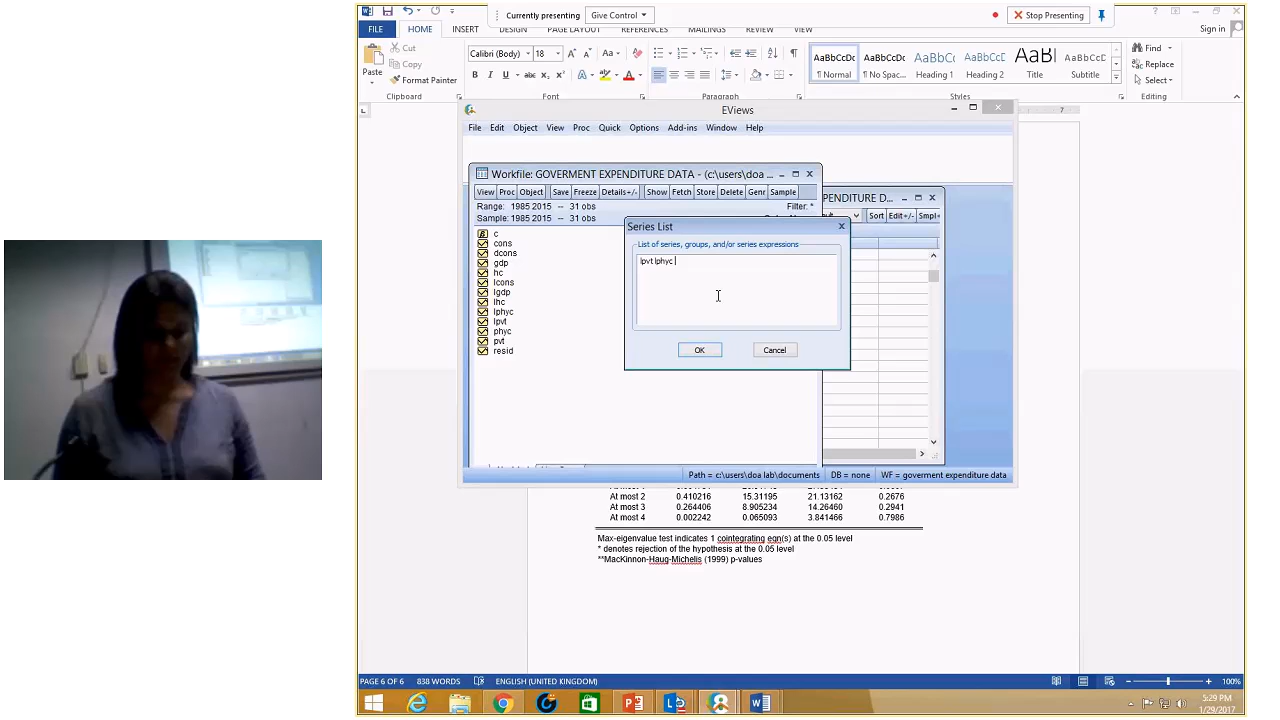 Currently presenting
Give Control
Stop Presenting
FILE HOME INSERT DESIGN PAGE LAYOUT REFERENCES MAILINGS REVIEW VIEW
Sign in
Paste
Cut
Copy
Format Painter
Calibri (Body) 18
AaBbCcDc AaBbCcDc AaBbCc AaBbCcC AaBI AaBbCcC
¶ Normal ¶ No Spac... Heading 1 Heading 2 Title Subtitle
Find
Replace
Select
Clipboard Font Paragraph Styles Editing
7
EViews
File Edit Object View Proc Quick Options Add-ins Window Help
Workfile: GOVERMENT EXPENDITURE DATA - (c:\users\doa ...
View Proc Object Save Freeze Details+/- Show Fetch Store Delete Genr Sample
Range: 1985 2015 -- 31 obs
Filter: *
Sample: 1985 2015 -- 31 obs
PENDITURE D...
Sort Edit+/- Smpl+
c
cons
dcons
gdp
hc
lcons
lgdp
lhc
lphyc
lpvt
phyc
pvt
resid
Series List
List of series, groups, and/or series expressions
lpvt lphyc
OK
Cancel
Path = c:\users\doa lab\documents DB = none WF = goverment expenditure data
At most 2 0.410216 15.31195 21.13162 0.2676
At most 3 0.264406 8.905234 14.26460 0.2941
At most 4 0.002242 0.065093 3.841466 0.7986
Max-eigenvalue test indicates 1 cointegrating eqn(s) at the 0.05 level
* denotes rejection of the hypothesis at the 0.05 level
**MacKinnon-Haug-Michelis (1999) p-values
PAGE 6 OF 6 838 WORDS ENGLISH (UNITED KINGDOM)
100%
5:29 PM
1/29/2017